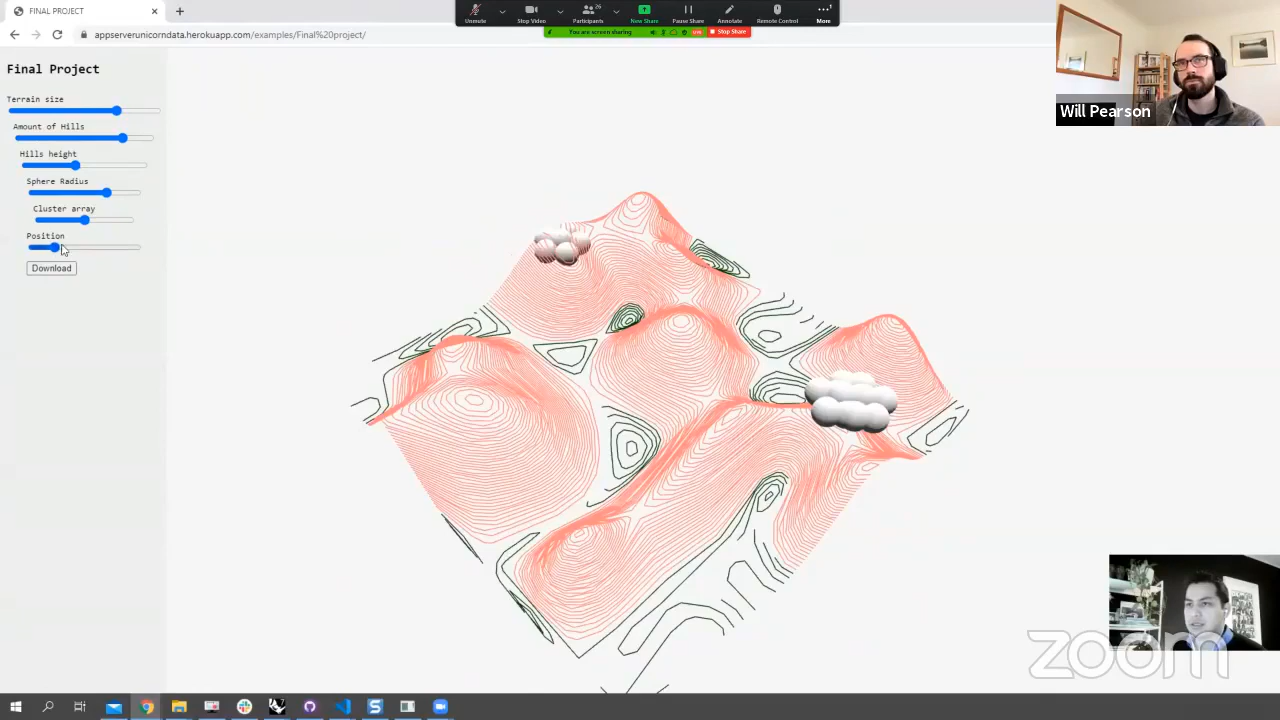 FINAL PROJECT
appserverunicorndata.herokuapp.com/examples/Final%20project/
Unmute
Stop Video
26
Participants
New Share
Pause Share
Annotate
Remote Control
More
You are screen sharing
LIVE
Stop Share
Final Project
Terrain size
Amount of Hills
Hills height
Sphere Radius
Cluster array
Position
Download
Will Pearson
zoom